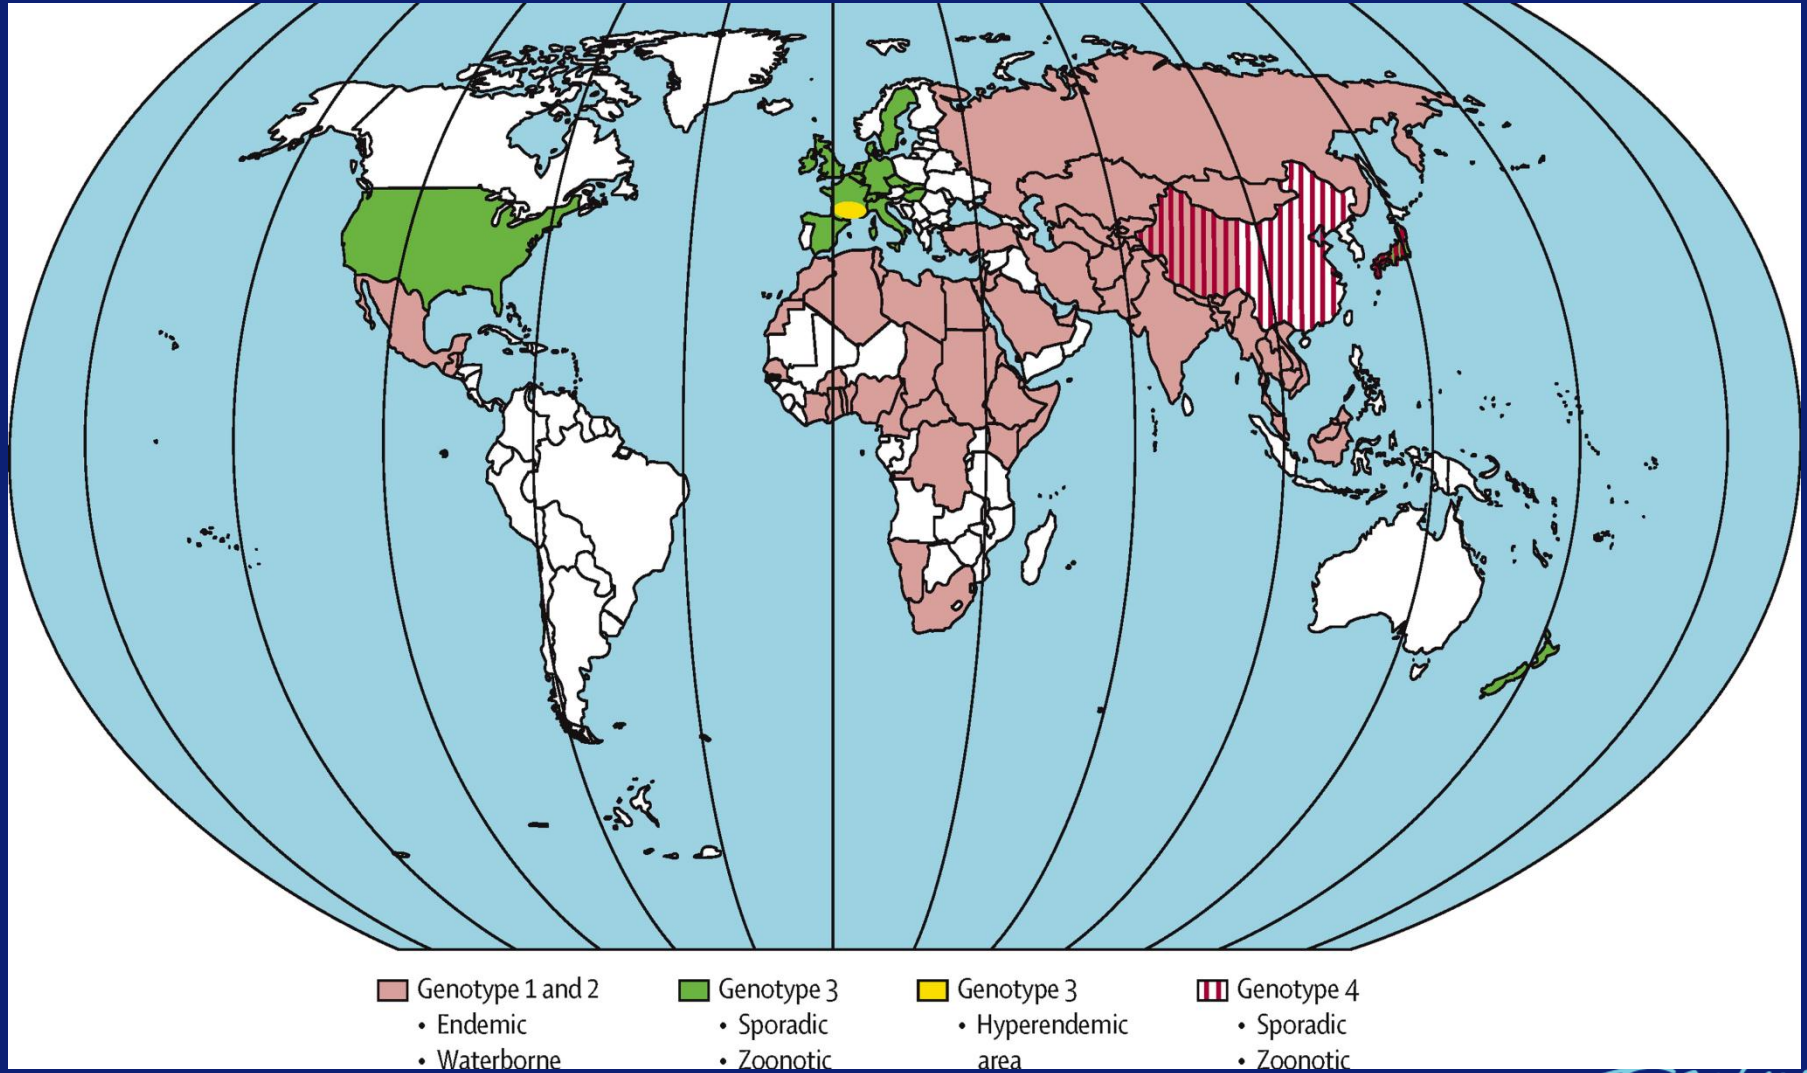 Genotype 1 and 2
• Endemic
• Waterborne
Genotype 3
• Sporadic
• Zoonotic
Genotype 3
• Hyperendemic
area
Genotype 4
• Sporadic
• Zoonotic